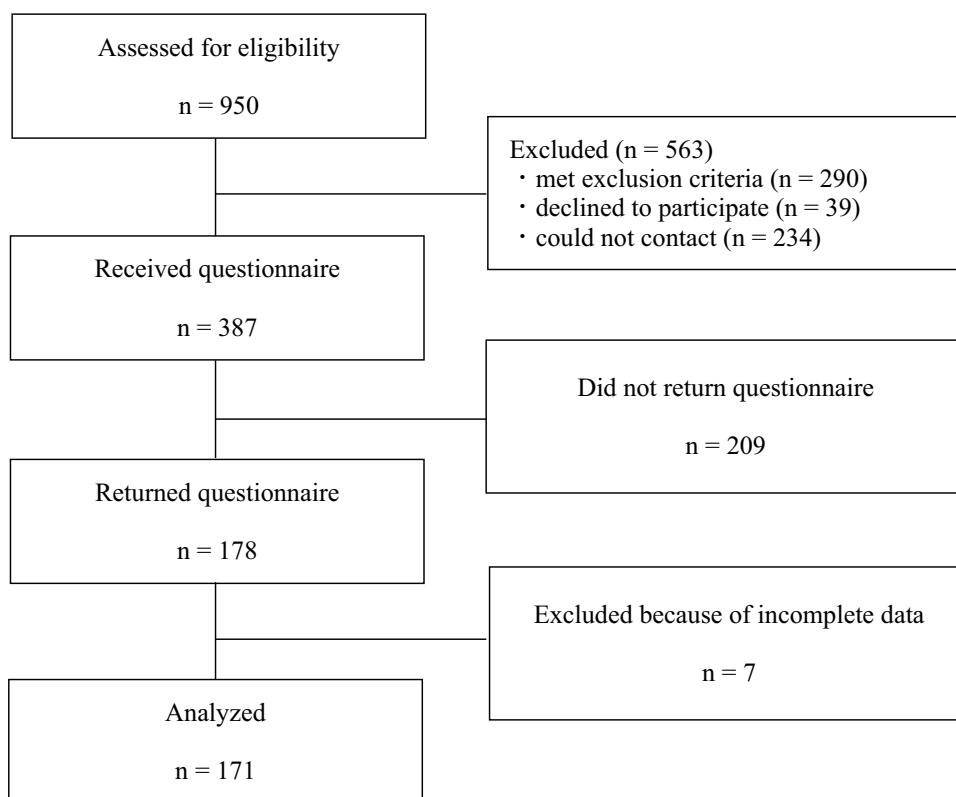 Assessed for eligibility
n = 950
Excluded (n = 563)
・met exclusion criteria (n = 290)
・declined to participate (n = 39)
・could not contact (n = 234)
Received questionnaire
n = 387
Did not return questionnaire
n = 209
Returned questionnaire
n = 178
Excluded because of incomplete data
n = 7
Analyzed
n = 171